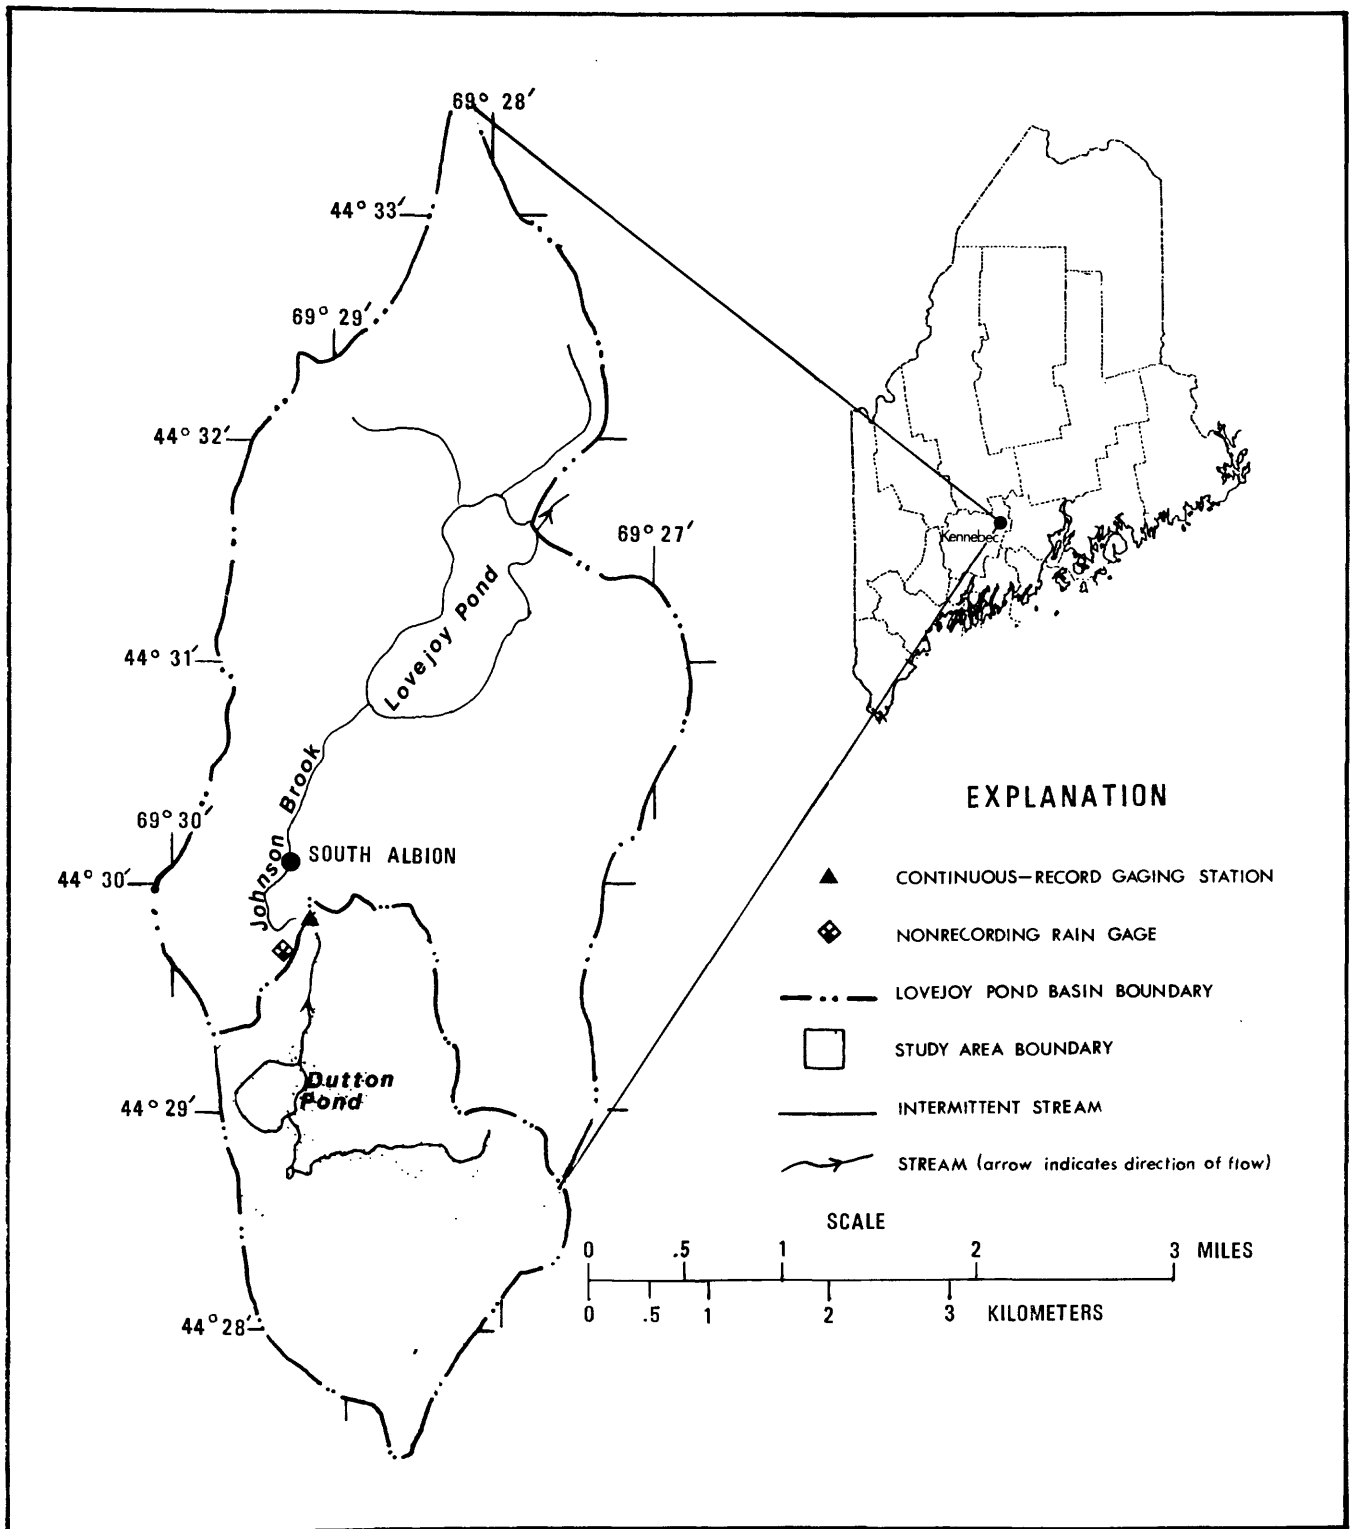 69° 28′
44° 33′
69° 29′
44° 32′
69° 27′
Kennebec
Lovejoy Pond
44° 31′
Johnson Brook
69° 30′
SOUTH ALBION
44° 30′
Dutton
Pond
44° 29′
44° 28′
EXPLANATION
CONTINUOUS—RECORD GAGING STATION
NONRECORDING RAIN GAGE
LOVEJOY POND BASIN BOUNDARY
STUDY AREA BOUNDARY
INTERMITTENT STREAM
STREAM (arrow indicates direction of flow)
SCALE
0 .5 1 2 3 MILES
0 .5 1 2 3 KILOMETERS